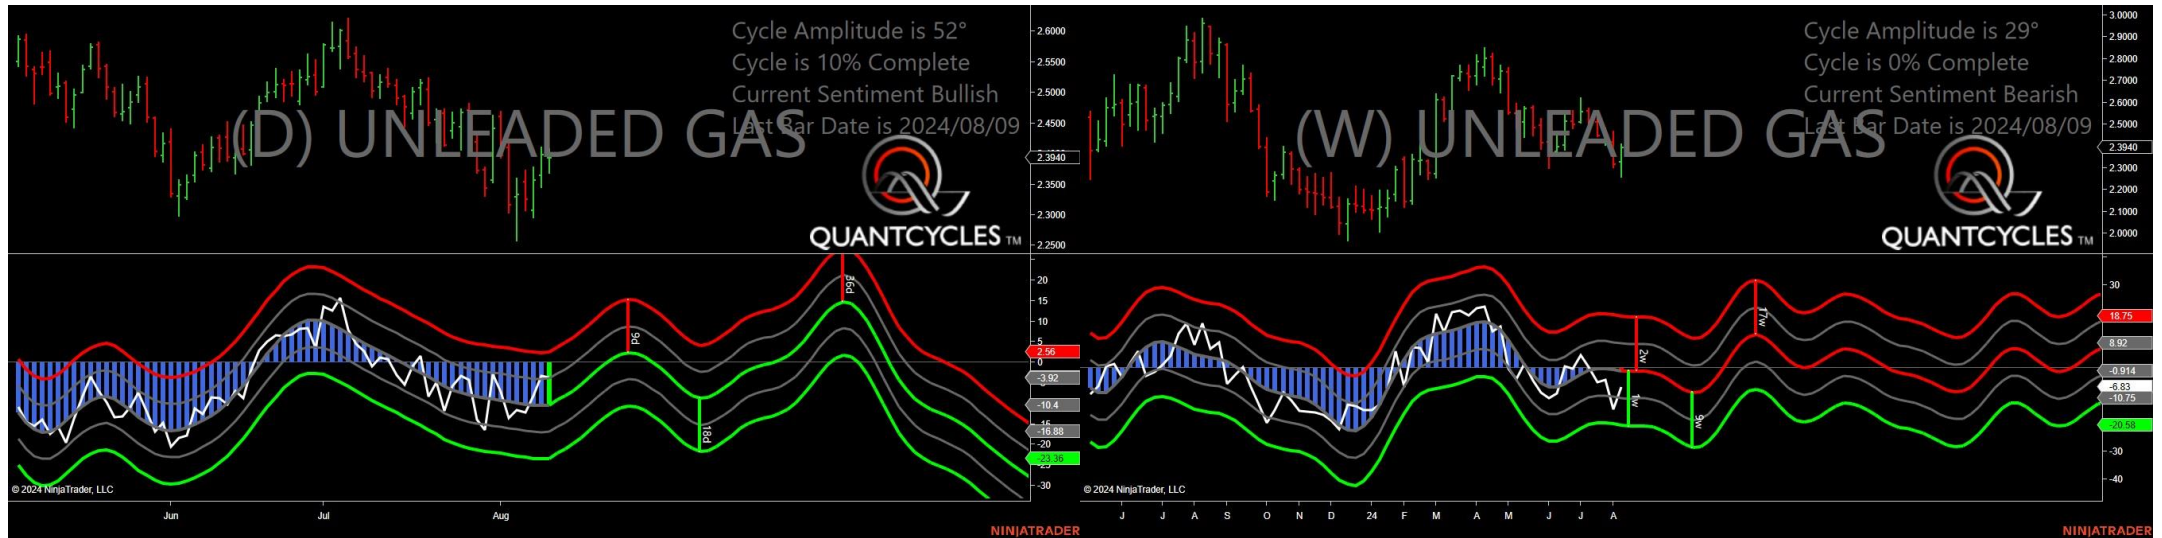 Cycle Amplitude is 52°
Cycle is 10% Complete
Current Sentiment Bullish
Last Bar Date is 2024/08/09
(D) UNLEADED GAS
QUANTCYCLES TM
2.6000
2.5500
2.5000
2.4500
2.3940
2.3500
2.3000
2.2500
20
15
10
5
0
2.56
-3.92
-10.4
-16.88
-20
-23.36
-30
9d
18d
36d
© 2024 NinjaTrader, LLC
Jun
Jul
Aug
NINJATRADER
Cycle Amplitude is 29°
Cycle is 0% Complete
Current Sentiment Bearish
Last Bar Date is 2024/08/09
(W) UNLEADED GAS
QUANTCYCLES TM
3.0000
2.9000
2.8000
2.7000
2.6000
2.5000
2.3940
2.3000
2.2000
2.1000
2.0000
30
18.75
8.92
-0.914
-6.83
-10.75
-20.58
-30
-40
2w
1w
9w
17w
© 2024 NinjaTrader, LLC
J J A S O N D 24 F M A M J J A
NINJATRADER